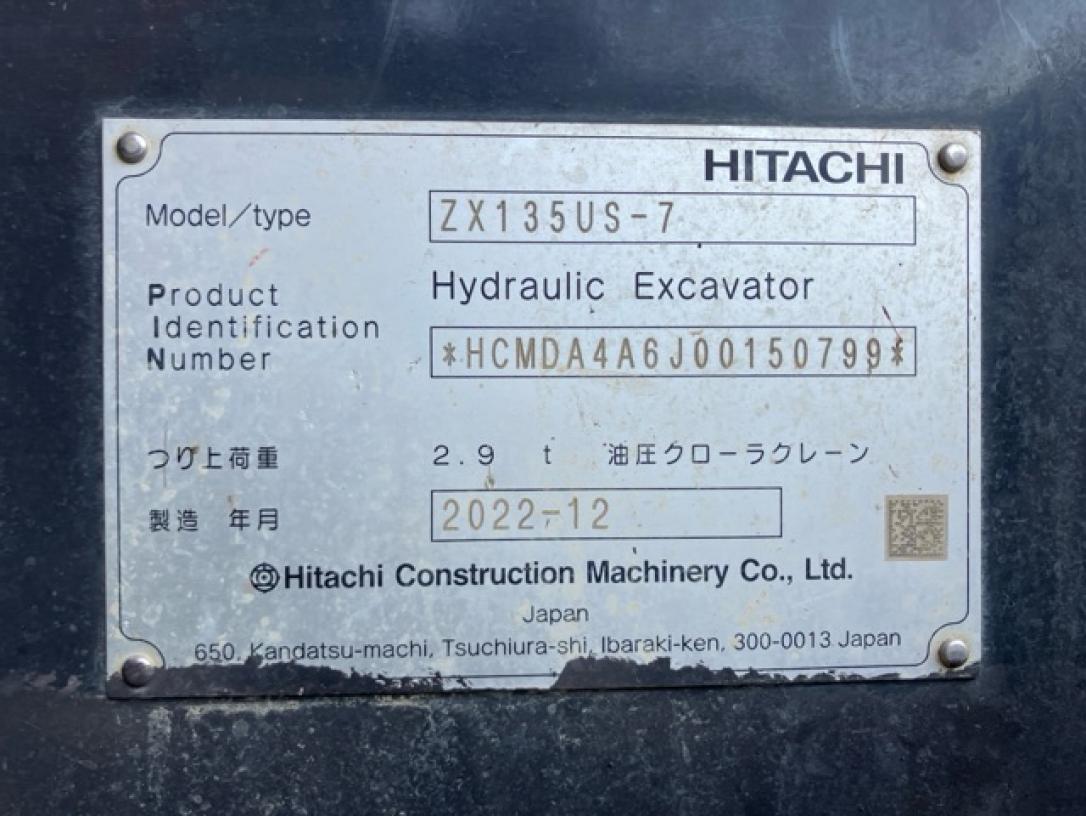 HITACHI
Model/type ZX135US-7
Hydraulic Excavator
Product
Identification
Number *HCMDA4A6J00150799*
つり上荷重 2.9 t 油圧クローラクレーン
製造 年月 2022-12
Hitachi Construction Machinery Co., Ltd.
Japan
650, Kandatsu-machi, Tsuchiura-shi, Ibaraki-ken, 300-0013 Japan